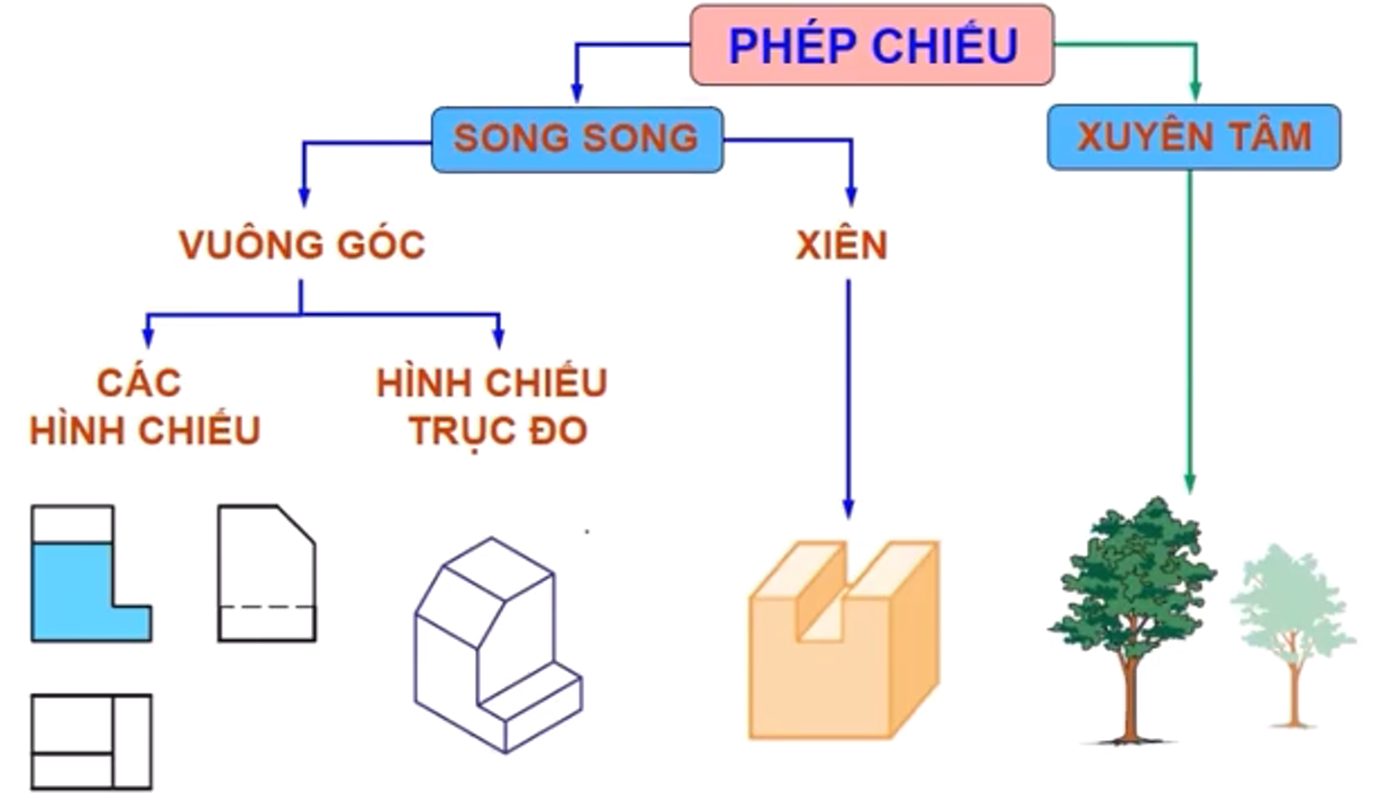 PHÉP CHIẾU
SONG SONG
XUYÊN TÂM
VUÔNG GÓC
XIÊN
CÁC
HÌNH CHIẾU
HÌNH CHIẾU
TRỤC ĐO